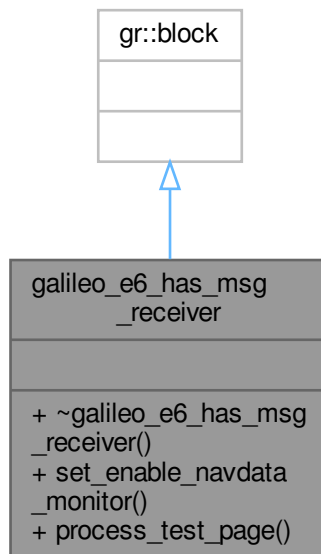 gr::block
galileo_e6_has_msg
_receiver
+ ~galileo_e6_has_msg
_receiver()
+ set_enable_navdata
_monitor()
+ process_test_page()